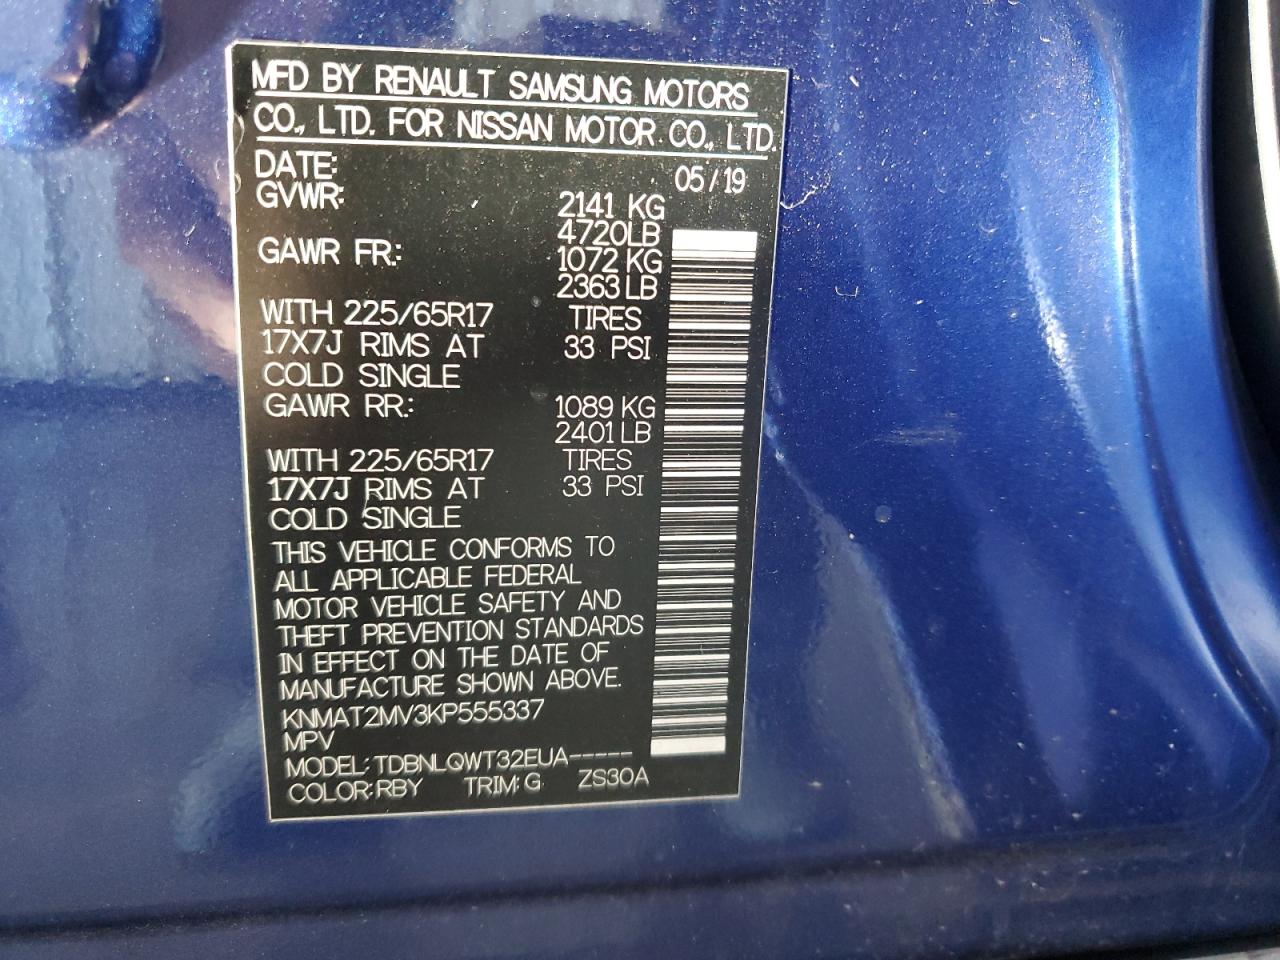 MFD BY RENAULT SAMSUNG MOTORS
CO., LTD. FOR NISSAN MOTOR CO., LTD.
DATE: 05/19
GVWR: 2141 KG
4720LB
GAWR FR.: 1072 KG
2363 LB
WITH 225/65R17 TIRES
17X7J RIMS AT 33 PSI
COLD SINGLE
GAWR RR.: 1089 KG
2401 LB
WITH 225/65R17 TIRES
17X7J RIMS AT 33 PSI
COLD SINGLE
THIS VEHICLE CONFORMS TO
ALL APPLICABLE FEDERAL
MOTOR VEHICLE SAFETY AND
THEFT PREVENTION STANDARDS
IN EFFECT ON THE DATE OF
MANUFACTURE SHOWN ABOVE.
KNMAT2MV3KP555337
MPV
MODEL: TDBNLQWT32EUA-----
COLOR: RBY TRIM: G ZS30A